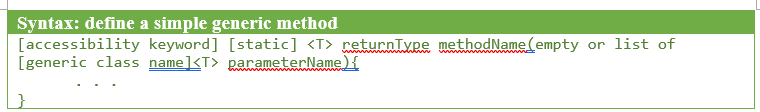 Syntax: define a simple generic method
[accessibility keyword] [static] <T> returnType methodName(empty or list of
[generic class name]<T> parameterName){
. . .
}